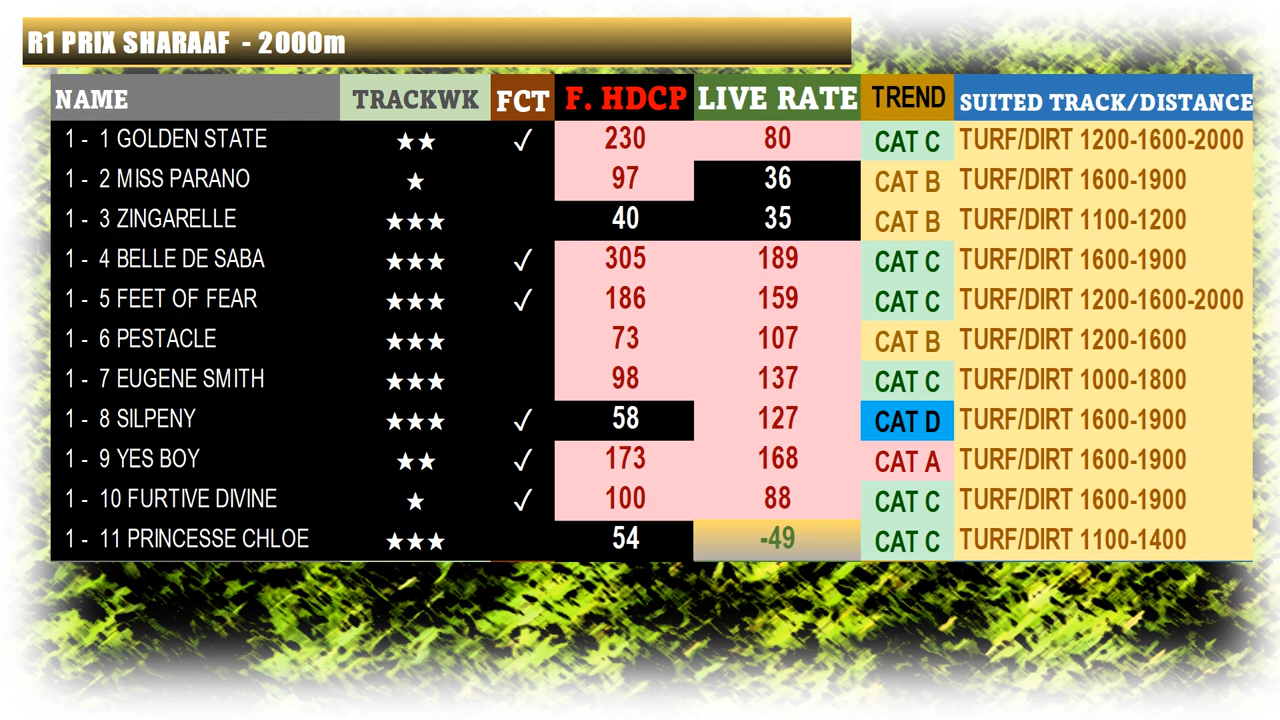 R1 PRIX SHARAAF - 2000m
NAME TRACKWK FCT F. HDCP LIVE RATE TREND SUITED TRACK/DISTANCE
1 - 1 GOLDEN STATE ★★ ✓ 230 80 CAT C TURF/DIRT 1200-1600-2000
1 - 2 MISS PARANO ★ 97 36 CAT B TURF/DIRT 1600-1900
1 - 3 ZINGARELLE ★★★ 40 35 CAT B TURF/DIRT 1100-1200
1 - 4 BELLE DE SABA ★★★ ✓ 305 189 CAT C TURF/DIRT 1600-1900
1 - 5 FEET OF FEAR ★★★ ✓ 186 159 CAT C TURF/DIRT 1200-1600-2000
1 - 6 PESTACLE ★★★ 73 107 CAT B TURF/DIRT 1200-1600
1 - 7 EUGENE SMITH ★★★ 98 137 CAT C TURF/DIRT 1000-1800
1 - 8 SILPENY ★★★ ✓ 58 127 CAT D TURF/DIRT 1600-1900
1 - 9 YES BOY ★★ ✓ 173 168 CAT A TURF/DIRT 1600-1900
1 - 10 FURTIVE DIVINE ★ ✓ 100 88 CAT C TURF/DIRT 1600-1900
1 - 11 PRINCESSE CHLOE ★★★ 54 -49 CAT C TURF/DIRT 1100-1400